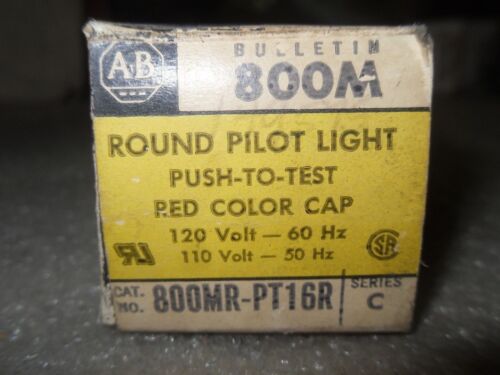 A-B
BULLETIN
800M
ROUND PILOT LIGHT
PUSH-TO-TEST
RED COLOR CAP
120 Volt — 60 Hz
110 Volt — 50 Hz
CAT. NO. 800MR-PT16R
SERIES C